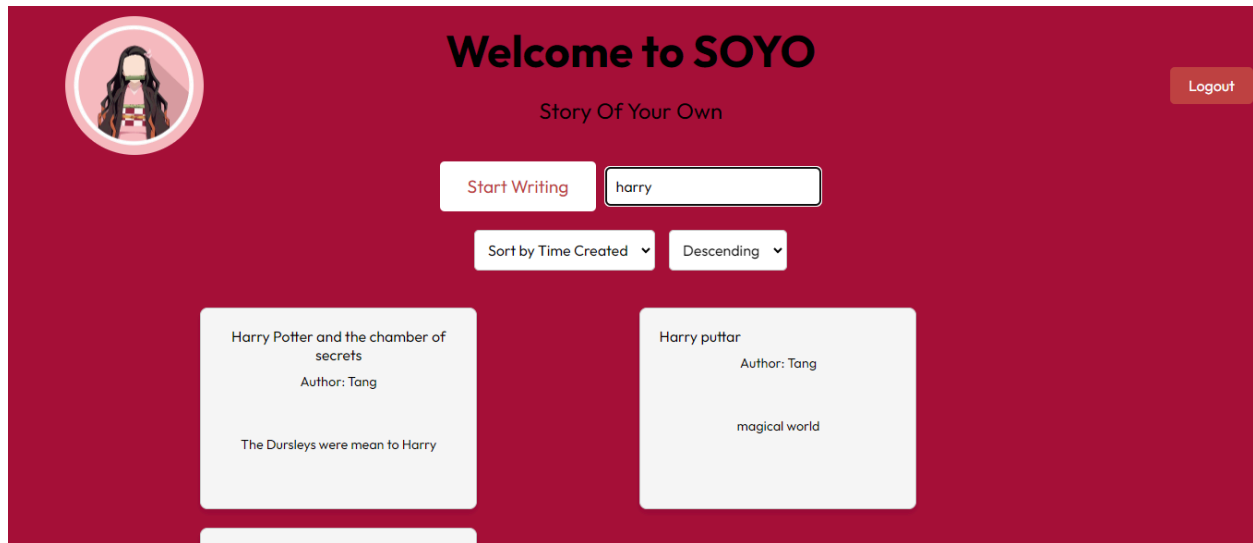 Welcome to SOYO
Logout
Story Of Your Own
Start Writing
harry
Sort by Time Created
Descending
Harry Potter and the chamber of
secrets
Author: Tang
The Dursleys were mean to Harry
Harry puttar
Author: Tang
magical world